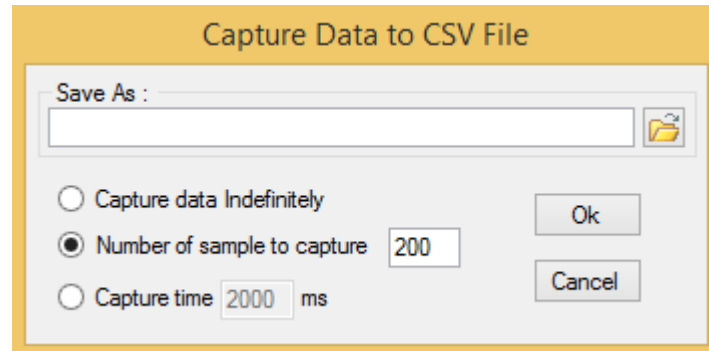 Capture Data to CSV File
Save As :
Capture data Indefinitely
Ok
Number of sample to capture 200
Cancel
Capture time 2000 ms